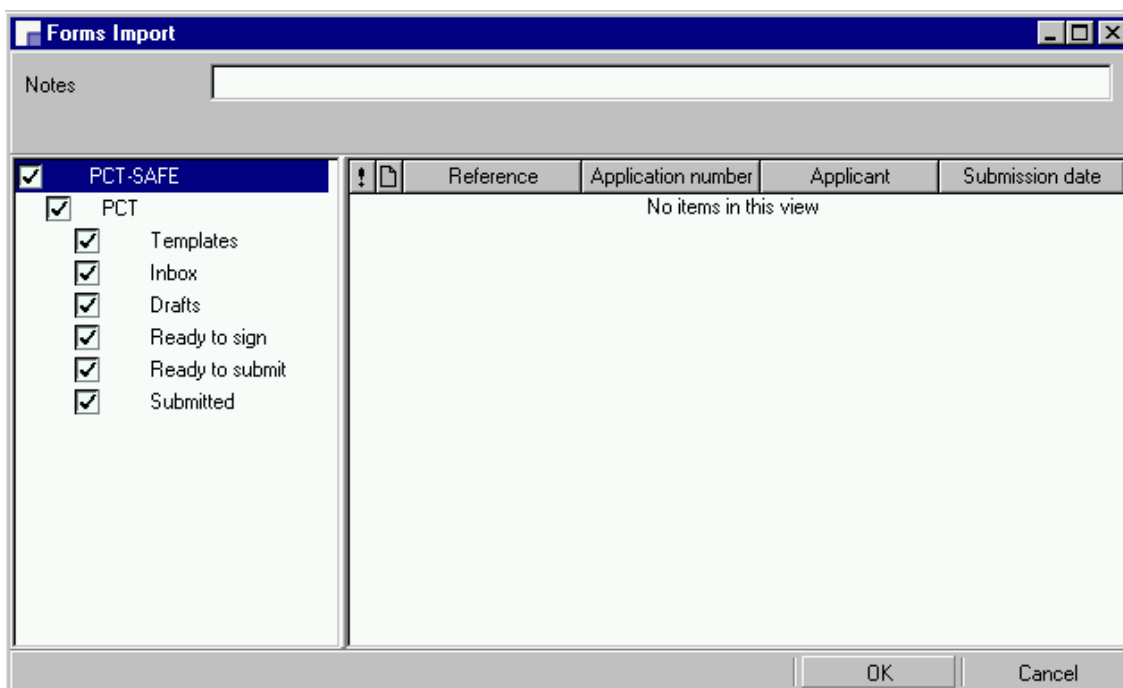 Forms Import
Notes
PCT-SAFE
PCT
Templates
Inbox
Drafts
Ready to sign
Ready to submit
Submitted
! Reference Application number Applicant Submission date
No items in this view
OK Cancel